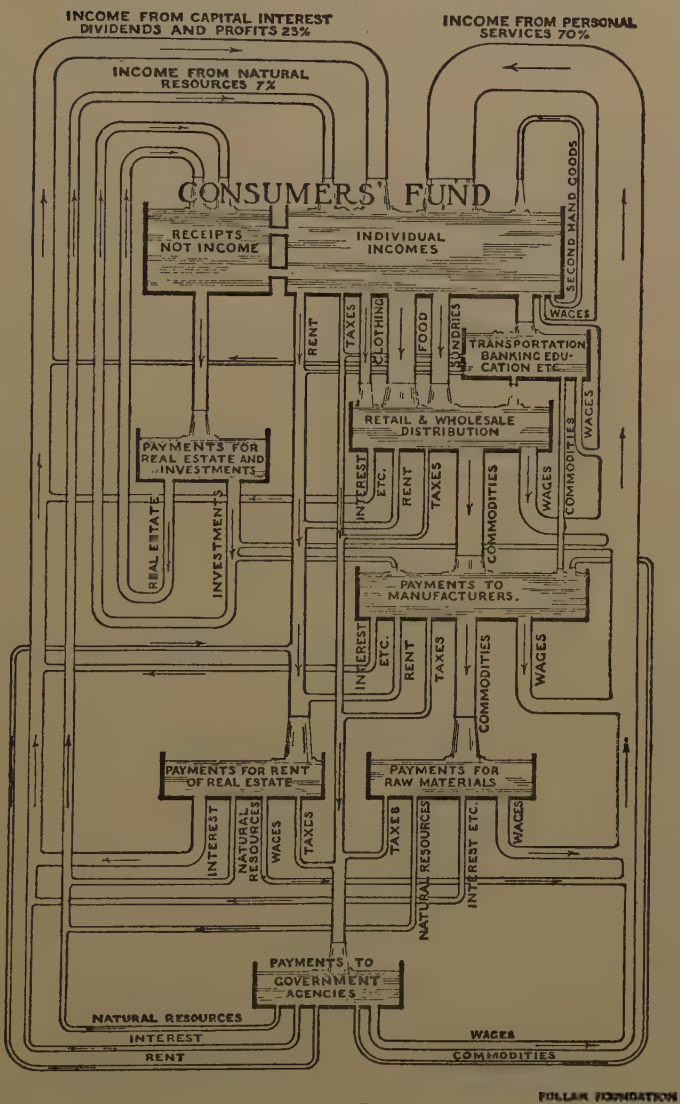 INCOME FROM CAPITAL INTEREST
DIVIDENDS AND PROFITS 23%
INCOME FROM PERSONAL
SERVICES 70%
INCOME FROM NATURAL
RESOURCES 7%
SECOND HAND GOODS
CONSUMERS' FUND
RECEIPTS
NOT INCOME
INDIVIDUAL
INCOMES
WAGES
RENT
TAXES
CLOTHING
FOOD
SUNDRIES
TRANSPORTATION
BANKING EDU-
CATION ETC.
WAGES
COMMODITIES
RETAIL & WHOLESALE
DISTRIBUTION
PAYMENTS FOR
REAL ESTATE AND
INVESTMENTS
REAL ESTATE
INVESTMENTS
INTEREST
ETC.
RENT
TAXES
COMMODITIES
WAGES
PAYMENTS TO
MANUFACTURERS.
INTEREST
ETC.
RENT
TAXES
COMMODITIES
WAGES
PAYMENTS FOR RENT
OF REAL ESTATE
PAYMENTS FOR
RAW MATERIALS
INTEREST
NATURAL
RESOURCES
WAGES
TAXES
TAXES
NATURAL RESOURCES
INTEREST ETC.
WAGES
PAYMENTS TO
GOVERNMENT
AGENCIES
NATURAL RESOURCES
INTEREST
RENT
WAGES
COMMODITIES
POLLAK FOUNDATION